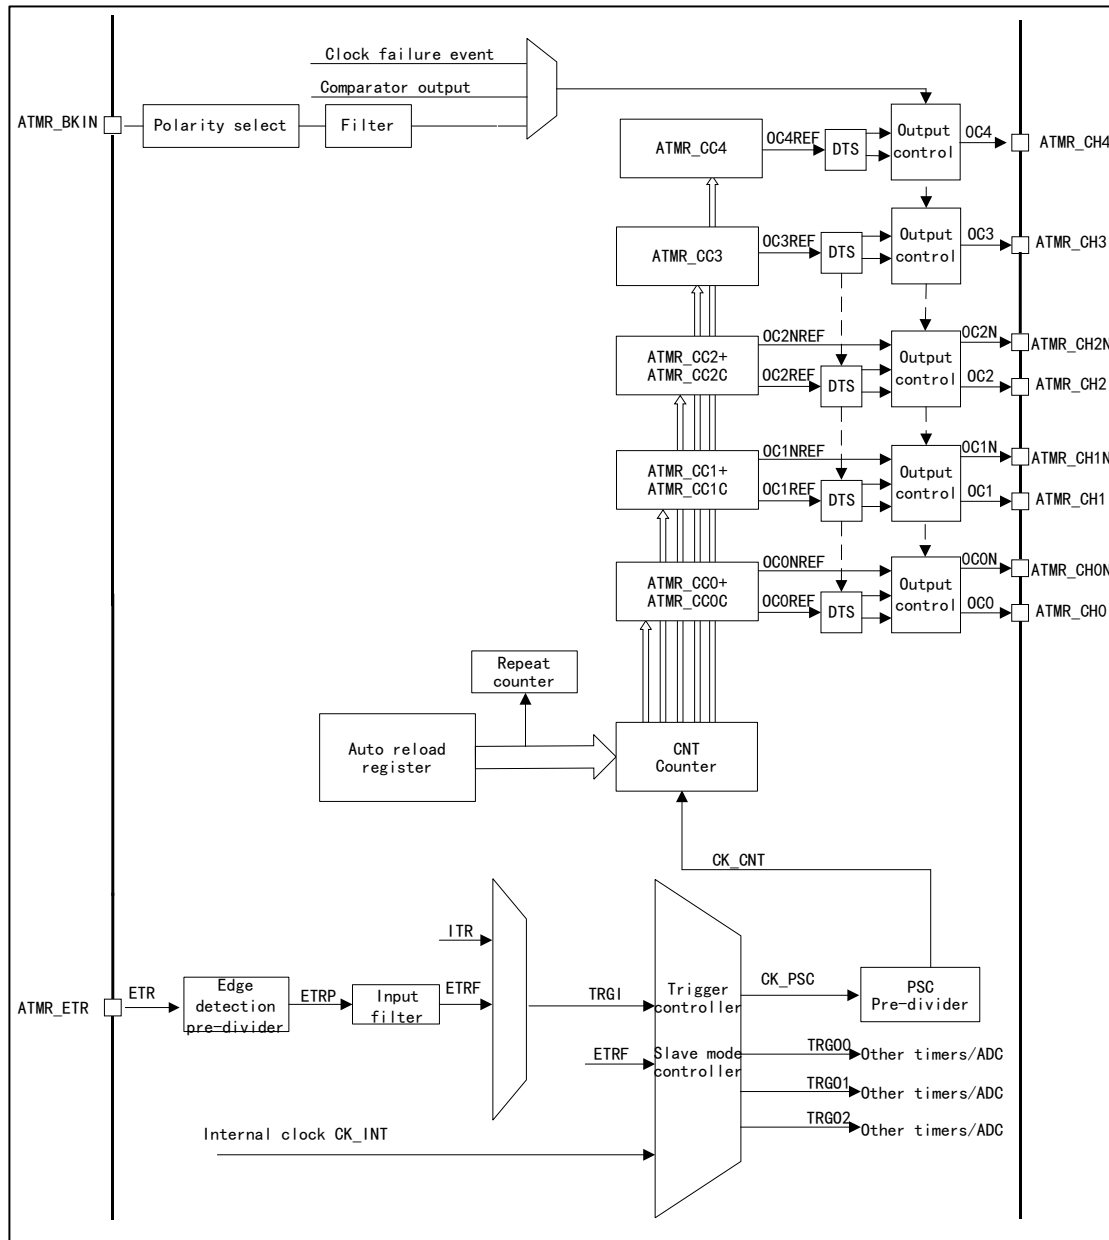 Clock failure event
Comparator output
ATMR_BKIN
Polarity select
Filter
ATMR_CC4
OC4REF
DTS
Output
control
OC4
ATMR_CH4
ATMR_CC3
OC3REF
DTS
Output
control
OC3
ATMR_CH3
ATMR_CC2+
ATMR_CC2C
OC2NREF
OC2REF
DTS
Output
control
OC2N
OC2
ATMR_CH2N
ATMR_CH2
ATMR_CC1+
ATMR_CC1C
OC1NREF
OC1REF
DTS
Output
control
OC1N
OC1
ATMR_CH1N
ATMR_CH1
ATMR_CC0+
ATMR_CC0C
OC0NREF
OC0REF
DTS
Output
control
OC0N
OC0
ATMR_CH0N
ATMR_CH0
Repeat
counter
Auto reload
register
CNT
Counter
CK_CNT
ITR
ATMR_ETR
ETR
Edge
detection
pre-divider
ETRP
Input
filter
ETRF
TRGI
Trigger
controller
ETRF
Slave mode
controller
CK_PSC
PSC
Pre-divider
TRGO0
Other timers/ADC
TRGO1
Other timers/ADC
TRGO2
Other timers/ADC
Internal clock CK_INT